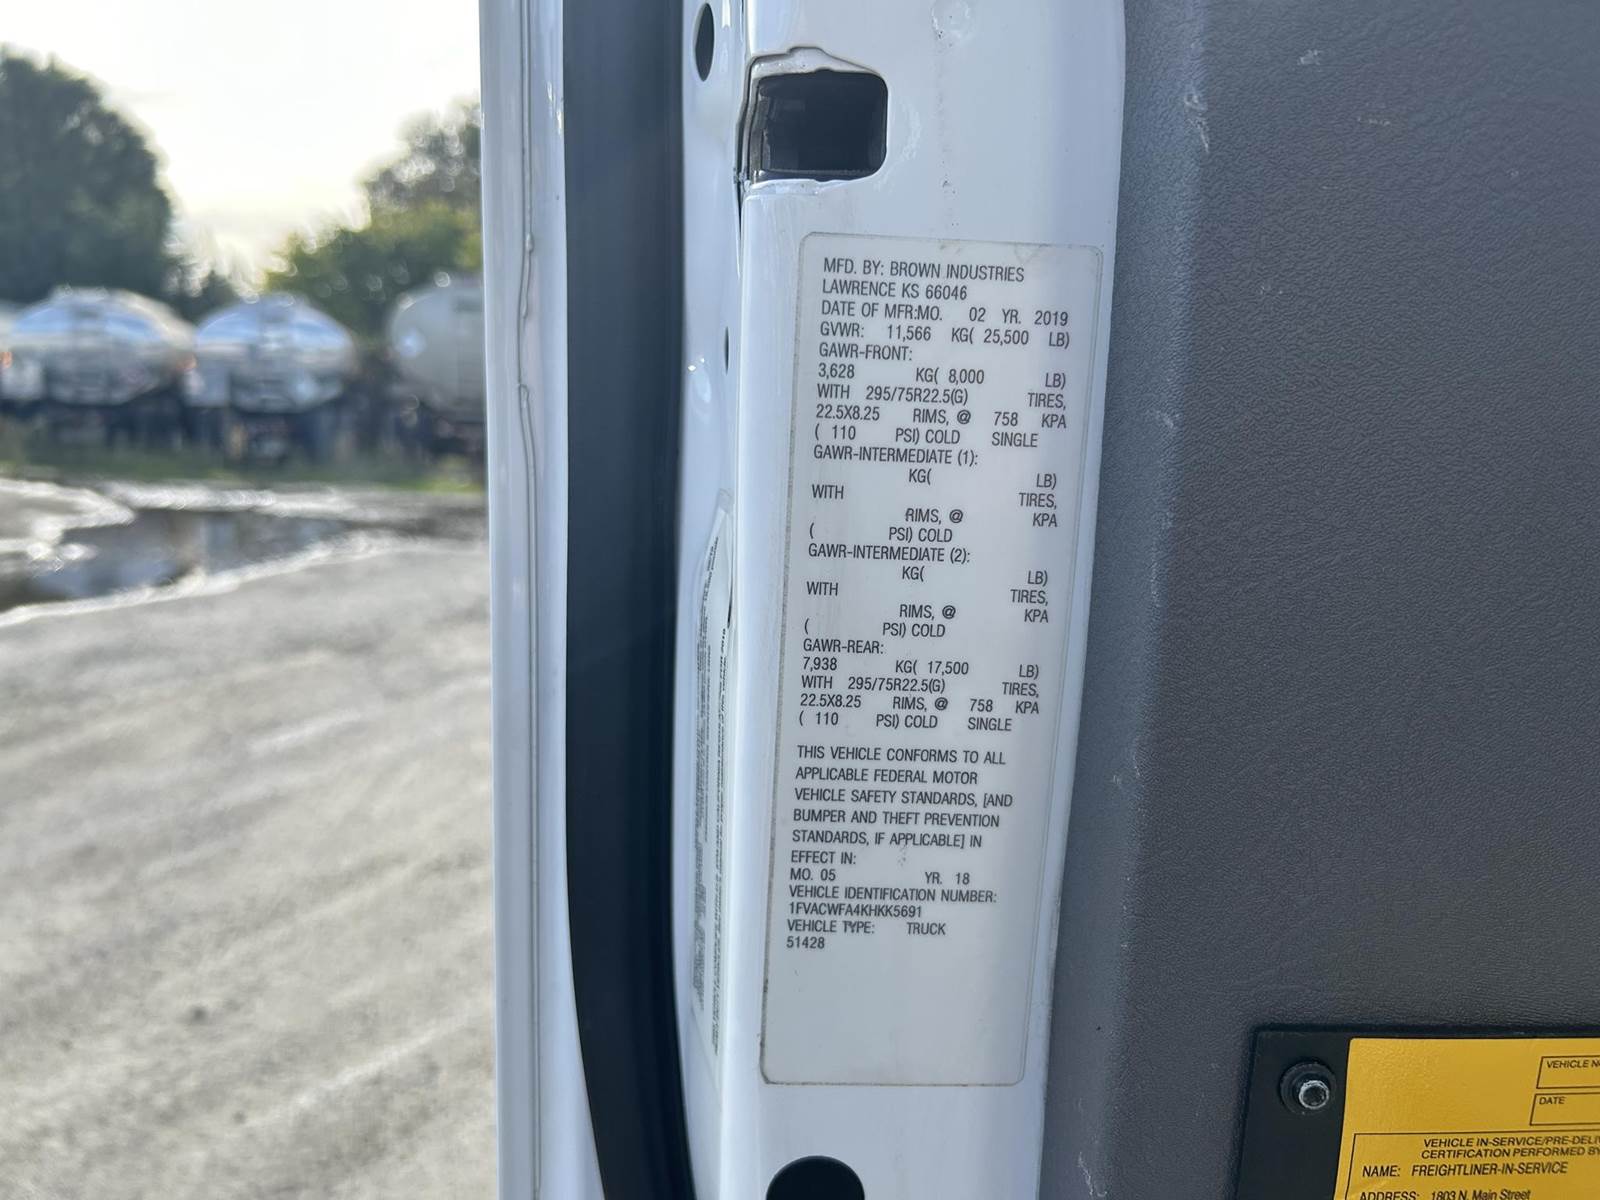 MFD. BY: BROWN INDUSTRIES
LAWRENCE KS 66046
DATE OF MFR:MO. 02 YR. 2019
GVWR: 11,566 KG( 25,500 LB)
GAWR-FRONT:
3,628 KG( 8,000 LB)
WITH 295/75R22.5(G) TIRES,
22.5X8.25 RIMS, @ 758 KPA
( 110 PSI) COLD SINGLE
GAWR-INTERMEDIATE (1):
KG( LB)
WITH TIRES,
RIMS, @ KPA
( PSI) COLD
GAWR-INTERMEDIATE (2):
KG( LB)
WITH TIRES,
RIMS, @ KPA
( PSI) COLD
GAWR-REAR:
7,938 KG( 17,500 LB)
WITH 295/75R22.5(G) TIRES,
22.5X8.25 RIMS, @ 758 KPA
( 110 PSI) COLD SINGLE
THIS VEHICLE CONFORMS TO ALL
APPLICABLE FEDERAL MOTOR
VEHICLE SAFETY STANDARDS, [AND
BUMPER AND THEFT PREVENTION
STANDARDS, IF APPLICABLE] IN
EFFECT IN:
MO. 05 YR. 18
VEHICLE IDENTIFICATION NUMBER:
1FVACWFA4KHKK5691
VEHICLE TYPE: TRUCK
51428
VEHICLE
DATE
VEHICLE IN-SERVICE/PRE-DELI
CERTIFICATION PERFORMED BY
NAME: FREIGHTLINER-IN-SERVICE
ADDRESS: 1803 N. Main Street